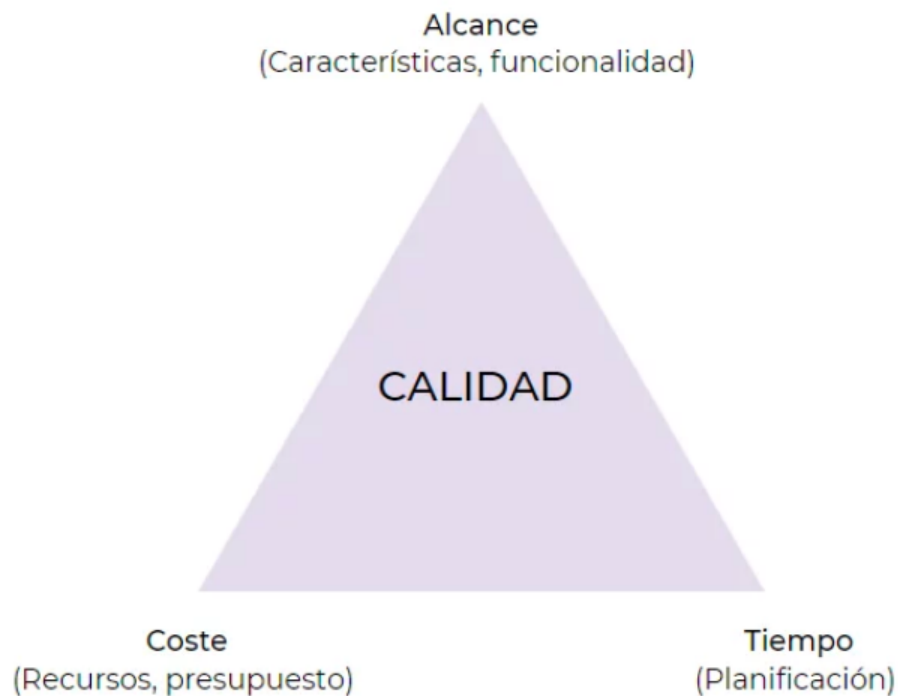 Alcance
(Características, funcionalidad)
CALIDAD
Coste
(Recursos, presupuesto)
Tiempo
(Planificación)